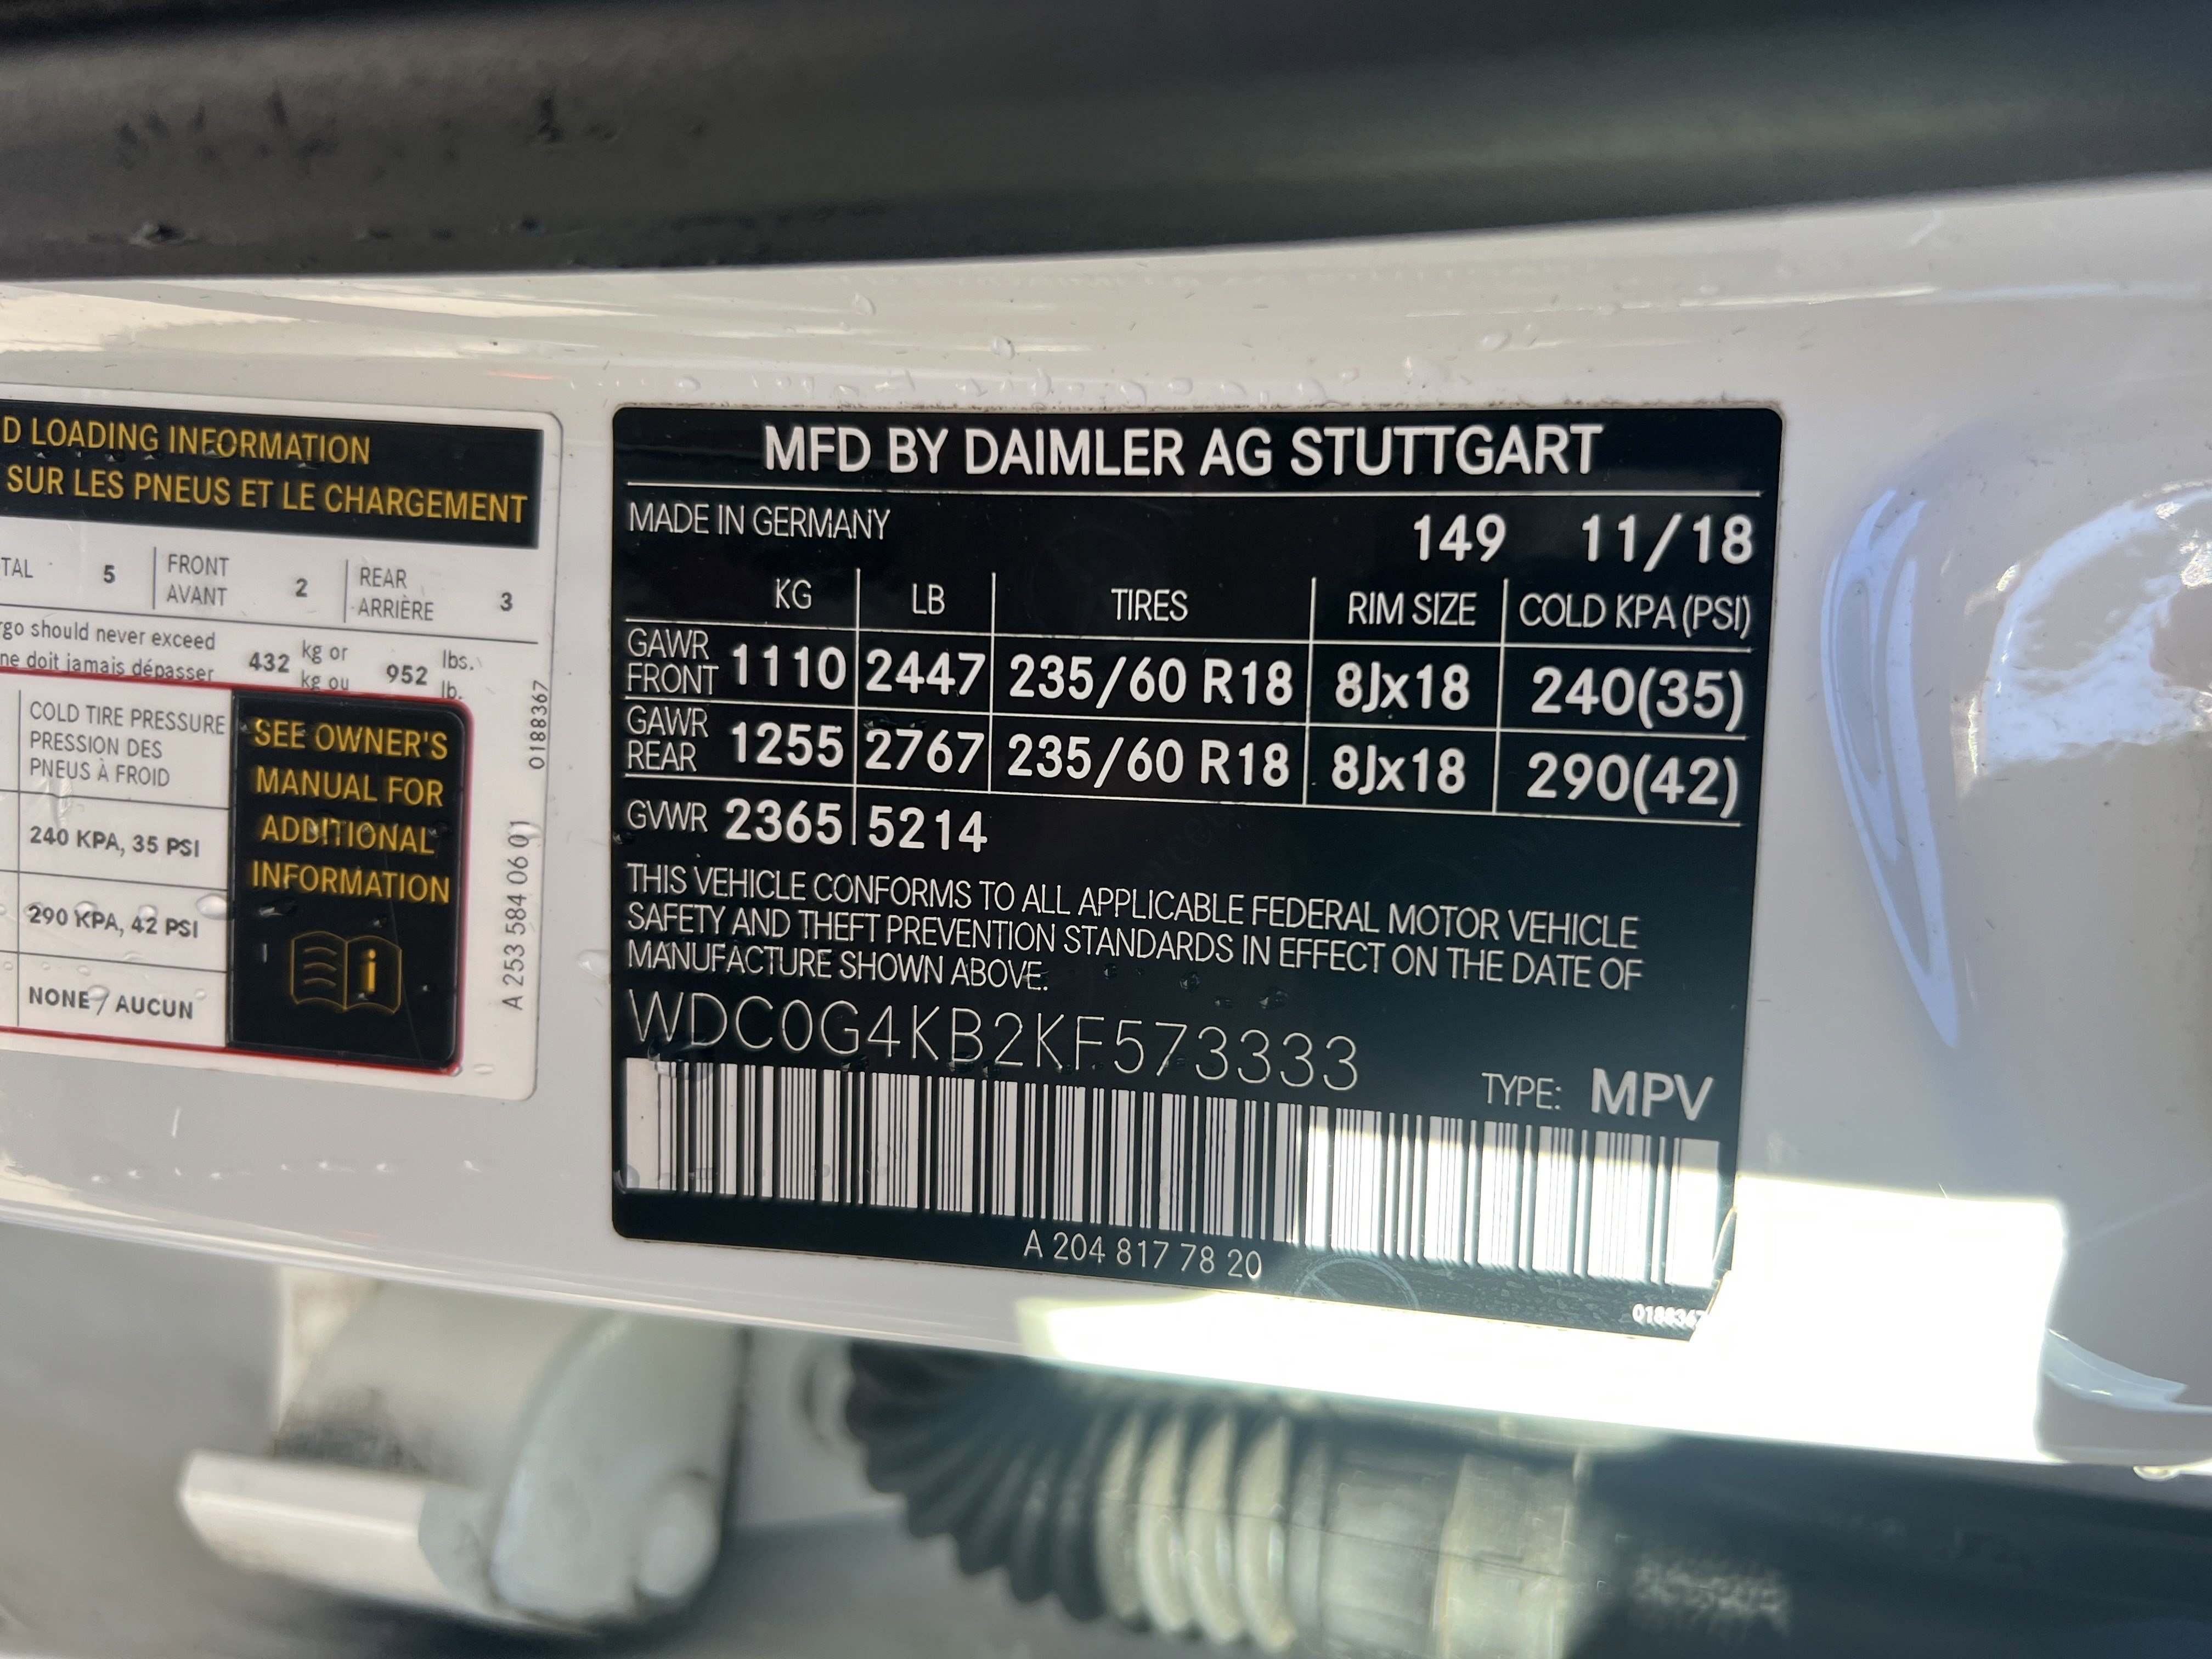 D LOADING INFORMATION
SUR LES PNEUS ET LE CHARGEMENT
TAL 5 FRONT AVANT 2 REAR ARRIÈRE 3
rgo should never exceed
ne doit jamais dépasser 432 kg or kg ou 952 lbs. lb.
COLD TIRE PRESSURE
PRESSION DES
PNEUS À FROID
240 KPA, 35 PSI
290 KPA, 42 PSI
NONE / AUCUN
SEE OWNER'S
MANUAL FOR
ADDITIONAL
INFORMATION
0188367
A 253 584 06 01
MFD BY DAIMLER AG STUTTGART
MADE IN GERMANY 149 11/18
KG LB TIRES RIM SIZE COLD KPA (PSI)
GAWR FRONT 1110 2447 235/60 R18 8Jx18 240(35)
GAWR REAR 1255 2767 235/60 R18 8Jx18 290(42)
GVWR 2365 5214
THIS VEHICLE CONFORMS TO ALL APPLICABLE FEDERAL MOTOR VEHICLE
SAFETY AND THEFT PREVENTION STANDARDS IN EFFECT ON THE DATE OF
MANUFACTURE SHOWN ABOVE.
WDC0G4KB2KF573333
TYPE: MPV
A 204 817 78 20
0188367